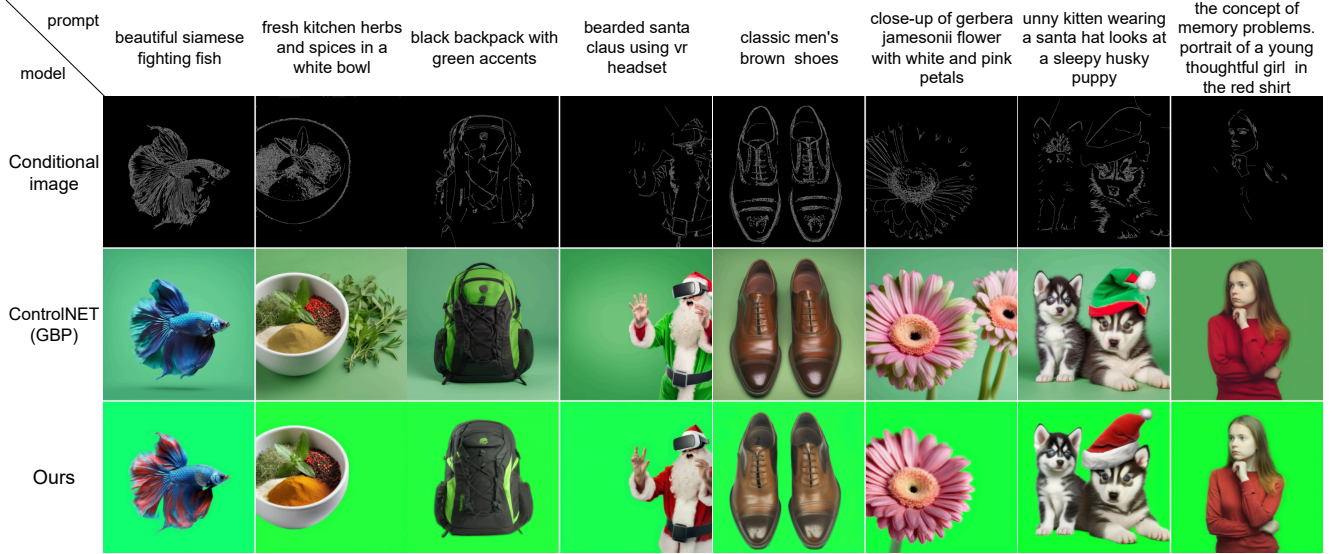 prompt
model
beautiful siamese
fighting fish
fresh kitchen herbs
and spices in a
white bowl
black backpack with
green accents
bearded santa
claus using vr
headset
classic men's
brown shoes
close-up of gerbera
jamesonii flower
with white and pink
petals
unny kitten wearing
a santa hat looks at
a sleepy husky
puppy
the concept of
memory problems.
portrait of a young
thoughtful girl in
the red shirt
Conditional
image
ControlNET
(GBP)
Ours